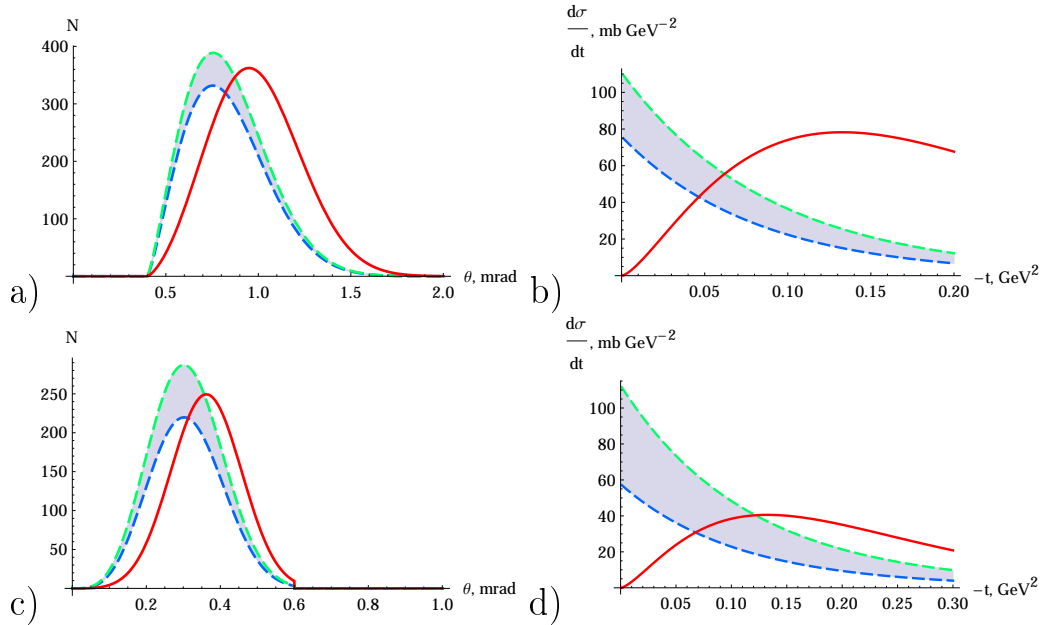 N
400
300
200
100
0.5 1.0 1.5 2.0
θ, mrad
a)
dσ
dt
, mb GeV⁻²
100
80
60
40
20
0.05 0.10 0.15 0.20
−t, GeV²
b)
N
250
200
150
100
50
0.2 0.4 0.6 0.8 1.0
θ, mrad
c)
dσ
dt
, mb GeV⁻²
100
80
60
40
20
0.05 0.10 0.15 0.20 0.25 0.30
−t, GeV²
d)